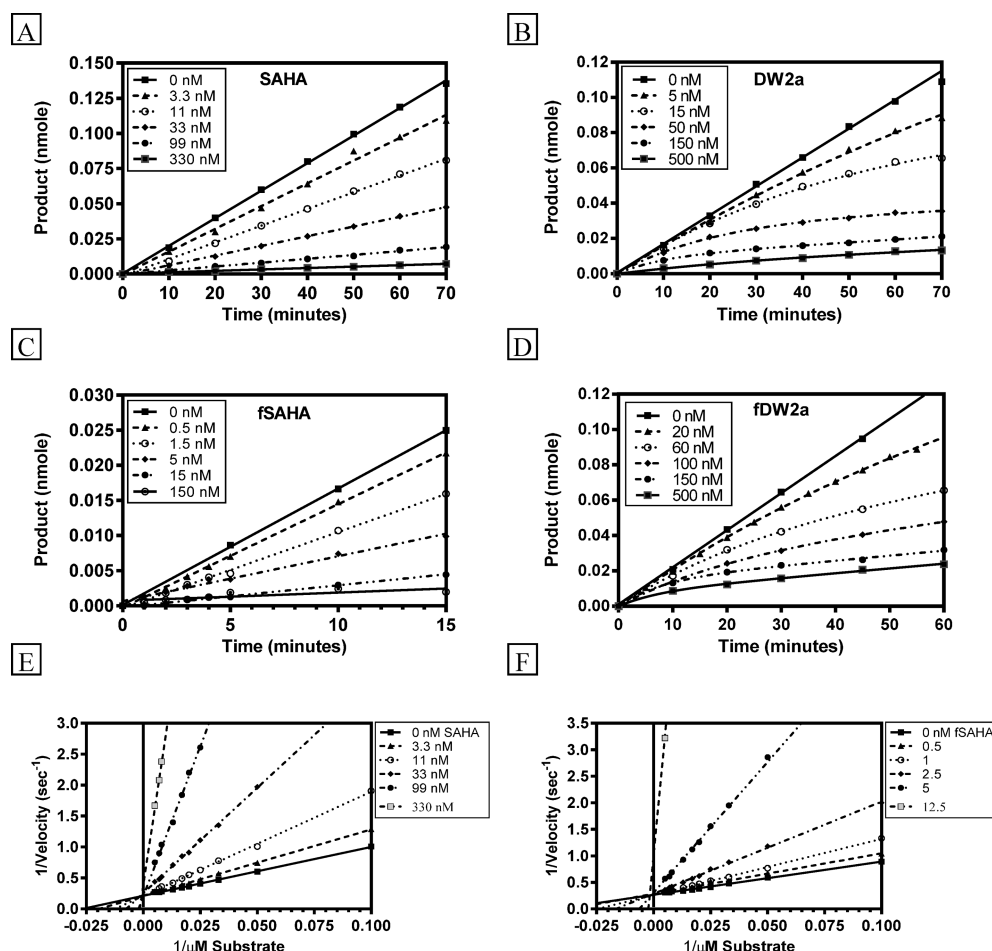 A
SAHA
0 nM
3.3 nM
11 nM
33 nM
99 nM
330 nM
Product (nmole)
0.150
0.125
0.100
0.075
0.050
0.025
0.000
0 10 20 30 40 50 60 70
Time (minutes)
B
DW2a
0 nM
5 nM
15 nM
50 nM
150 nM
500 nM
Product (nmole)
0.12
0.10
0.08
0.06
0.04
0.02
0.00
0 10 20 30 40 50 60 70
Time (minutes)
C
fSAHA
0 nM
0.5 nM
1.5 nM
5 nM
15 nM
150 nM
Product (nmole)
0.030
0.025
0.020
0.015
0.010
0.005
0.000
0 5 10 15
Time (minutes)
D
fDW2a
0 nM
20 nM
60 nM
100 nM
150 nM
500 nM
Product (nmole)
0.12
0.10
0.08
0.06
0.04
0.02
0.00
0 10 20 30 40 50 60
Time (minutes)
E
0 nM SAHA
3.3 nM
11 nM
33 nM
99 nM
330 nM
1/Velocity (sec-1)
3.0
2.5
2.0
1.5
1.0
0.5
0.0
-0.025 0.000 0.025 0.050 0.075 0.100
1/µM Substrate
F
0 nM fSAHA
0.5
1
2.5
5
12.5
1/Velocity (sec-1)
3.5
3.0
2.5
2.0
1.5
1.0
0.5
0.0
-0.025 0.000 0.025 0.050 0.075 0.100
1/µM Substrate